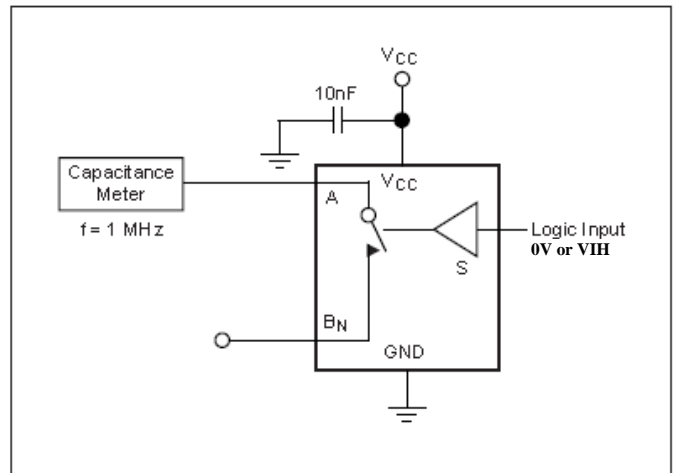 VCC
10nF
Capacitance
Meter
f = 1 MHz
VCC
A
Logic Input
0V or VIH
S
BN
GND